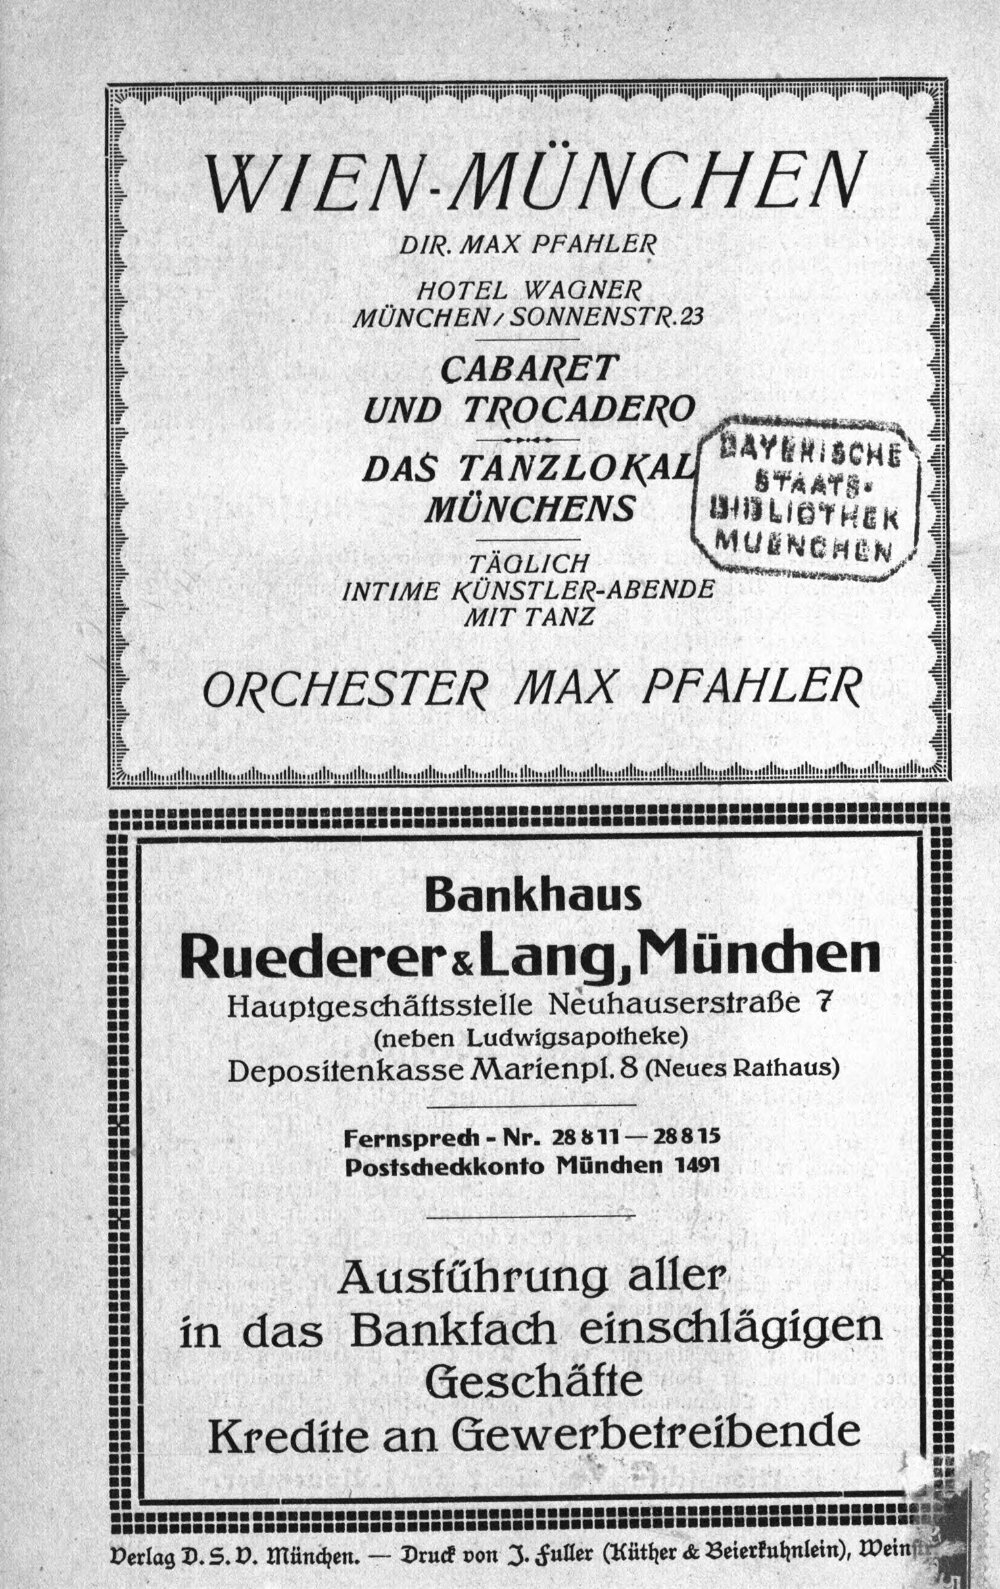 WIEN-MÜNCHEN
DIR. MAX PFAHLER
HOTEL WAGNER
MÜNCHEN/SONNENSTR.23
CABARET
UND TROCADERO
DAS TANZLOKAL
MÜNCHENS
BAYERISCHE
STAATS-
BIBLIOTHEK
MUENCHEN
TÄGLICH
INTIME KÜNSTLER-ABENDE
MIT TANZ
ORCHESTER MAX PFAHLER
Bankhaus
Ruederer & Lang, München
Hauptgeschäftsstelle Neuhauserstraße 7
(neben Ludwigsapotheke)
Depositenkasse Marienpl. 8 (Neues Rathaus)
Fernsprech-Nr. 28811—28815
Postscheckkonto München 1491
Ausführung aller
in das Bankfach einschlägigen
Geschäfte
Kredite an Gewerbetreibende
Verlag D. S. V. München. — Druck von J. Fuller (Küther & Beierkuhnlein),